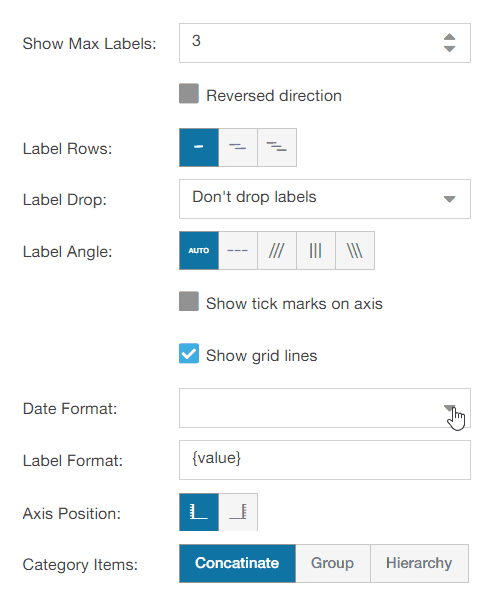 Show Max Labels: 3
Reversed direction
Label Rows:
Label Drop: Don't drop labels
Label Angle: AUTO
Show tick marks on axis
Show grid lines
Date Format:
Label Format: {value}
Axis Position:
Category Items: Concatinate Group Hierarchy